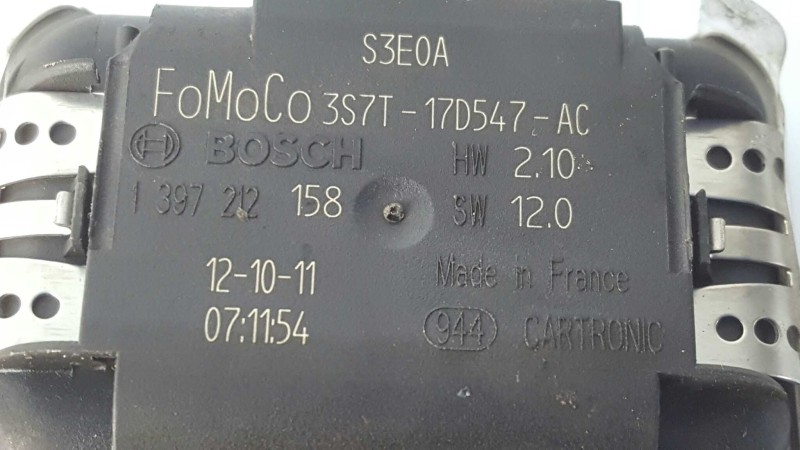 S3E0A
FoMoCo 3S7T-17D547-AC
BOSCH HW 2.10
1 397 212 158 SW 12.0
12-10-11 Made in France
07:11:54 944 CARTRONIC